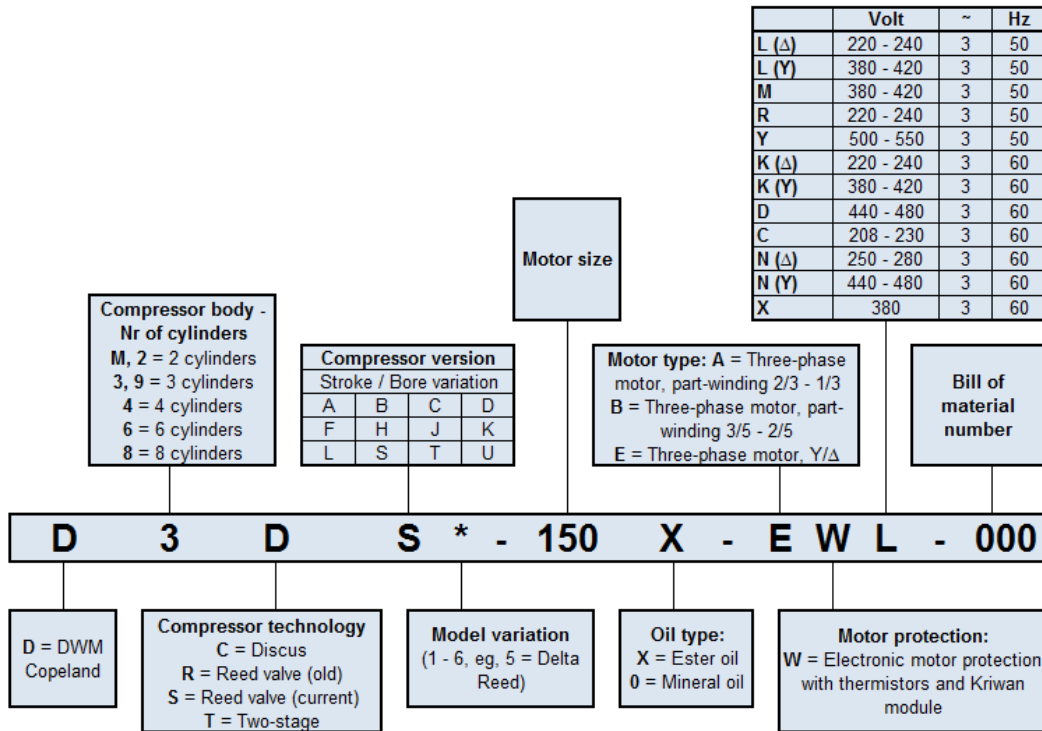 Volt ~ Hz
L (Δ) 220 - 240 3 50
L (Y) 380 - 420 3 50
M 380 - 420 3 50
R 220 - 240 3 50
Y 500 - 550 3 50
K (Δ) 220 - 240 3 60
K (Y) 380 - 420 3 60
D 440 - 480 3 60
C 208 - 230 3 60
N (Δ) 250 - 280 3 60
N (Y) 440 - 480 3 60
X 380 3 60
Motor size
Compressor body -
Nr of cylinders
M, 2 = 2 cylinders
3, 9 = 3 cylinders
4 = 4 cylinders
6 = 6 cylinders
8 = 8 cylinders
Compressor version
Stroke / Bore variation
A B C D
F H J K
L S T U
Motor type: A = Three-phase
motor, part-winding 2/3 - 1/3
B = Three-phase motor, part-
winding 3/5 - 2/5
E = Three-phase motor, Y/Δ
Bill of
material
number
D 3 D S * - 150 X - E W L - 000
D = DWM
Copeland
Compressor technology
C = Discus
R = Reed valve (old)
S = Reed valve (current)
T = Two-stage
Model variation
(1 - 6, eg, 5 = Delta
Reed)
Oil type:
X = Ester oil
0 = Mineral oil
Motor protection:
W = Electronic motor protection
with thermistors and Kriwan
module